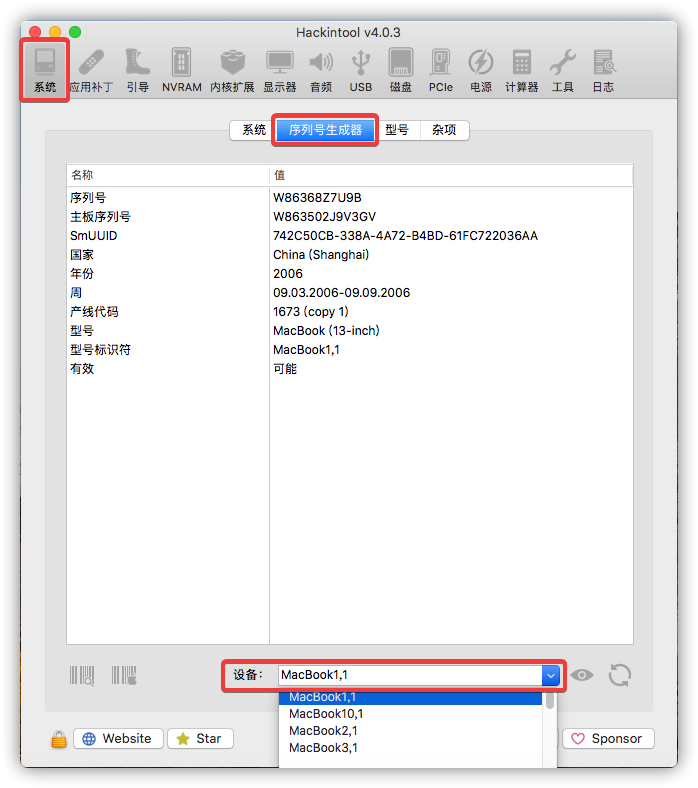 Hackintool v4.0.3
系统 应用补丁 引导 NVRAM 内核扩展 显示器 音频 USB 磁盘 PCIe 电源 计算器 工具 日志
系统 序列号生成器 型号 杂项
名称 值
序列号 W86368Z7U9B
主板序列号 W863502J9V3GV
SmUUID 742C50CB-338A-4A72-B4BD-61FC722036AA
国家 China (Shanghai)
年份 2006
周 09.03.2006-09.09.2006
产线代码 1673 (copy 1)
型号 MacBook (13-inch)
型号标识符 MacBook1,1
有效 可能
设备： MacBook1,1
MacBook1,1
MacBook10,1
MacBook2,1
MacBook3,1
Website Star Sponsor